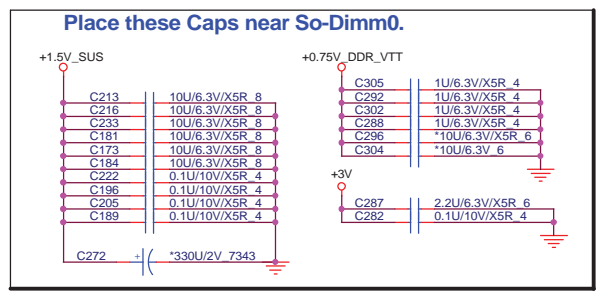 Place these Caps near So-Dimm0.
+1.5V_SUS
C213 10U/6.3V/X5R_8
C216 10U/6.3V/X5R_8
C233 10U/6.3V/X5R_8
C181 10U/6.3V/X5R_8
C173 10U/6.3V/X5R_8
C184 10U/6.3V/X5R_8
C222 0.1U/10V/X5R_4
C196 0.1U/10V/X5R_4
C205 0.1U/10V/X5R_4
C189 0.1U/10V/X5R_4
C272 + *330U/2V_7343
+0.75V_DDR_VTT
C305 1U/6.3V/X5R_4
C292 1U/6.3V/X5R_4
C302 1U/6.3V/X5R_4
C288 1U/6.3V/X5R_4
C296 *10U/6.3V/X5R_6
C304 *10U/6.3V_6
+3V
C287 2.2U/6.3V/X5R_6
C282 0.1U/10V/X5R_4